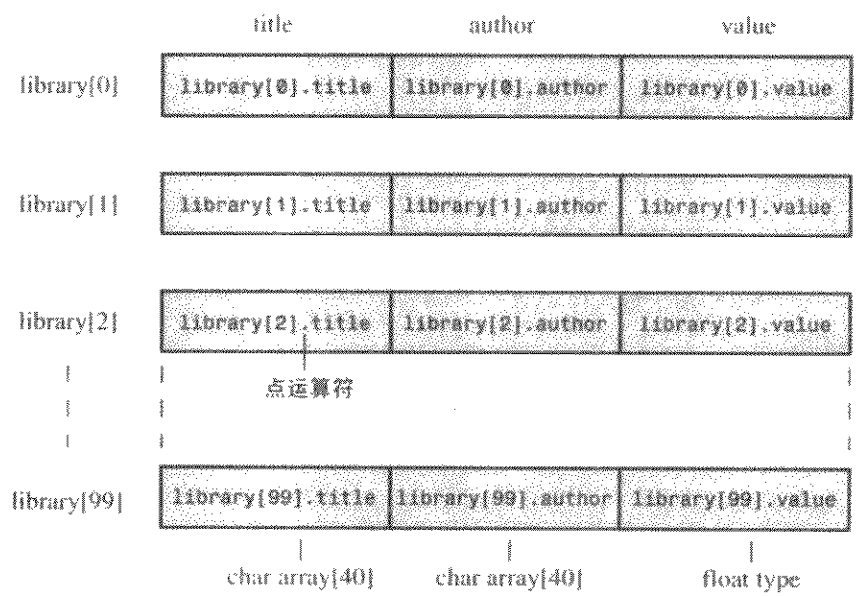 title author value
library[0] library[0].title library[0].author library[0].value
library[1] library[1].title library[1].author library[1].value
library[2] library[2].title library[2].author library[2].value
点运算符
library[99] library[99].title library[99].author library[99].value
char array[40] char array[40] float type